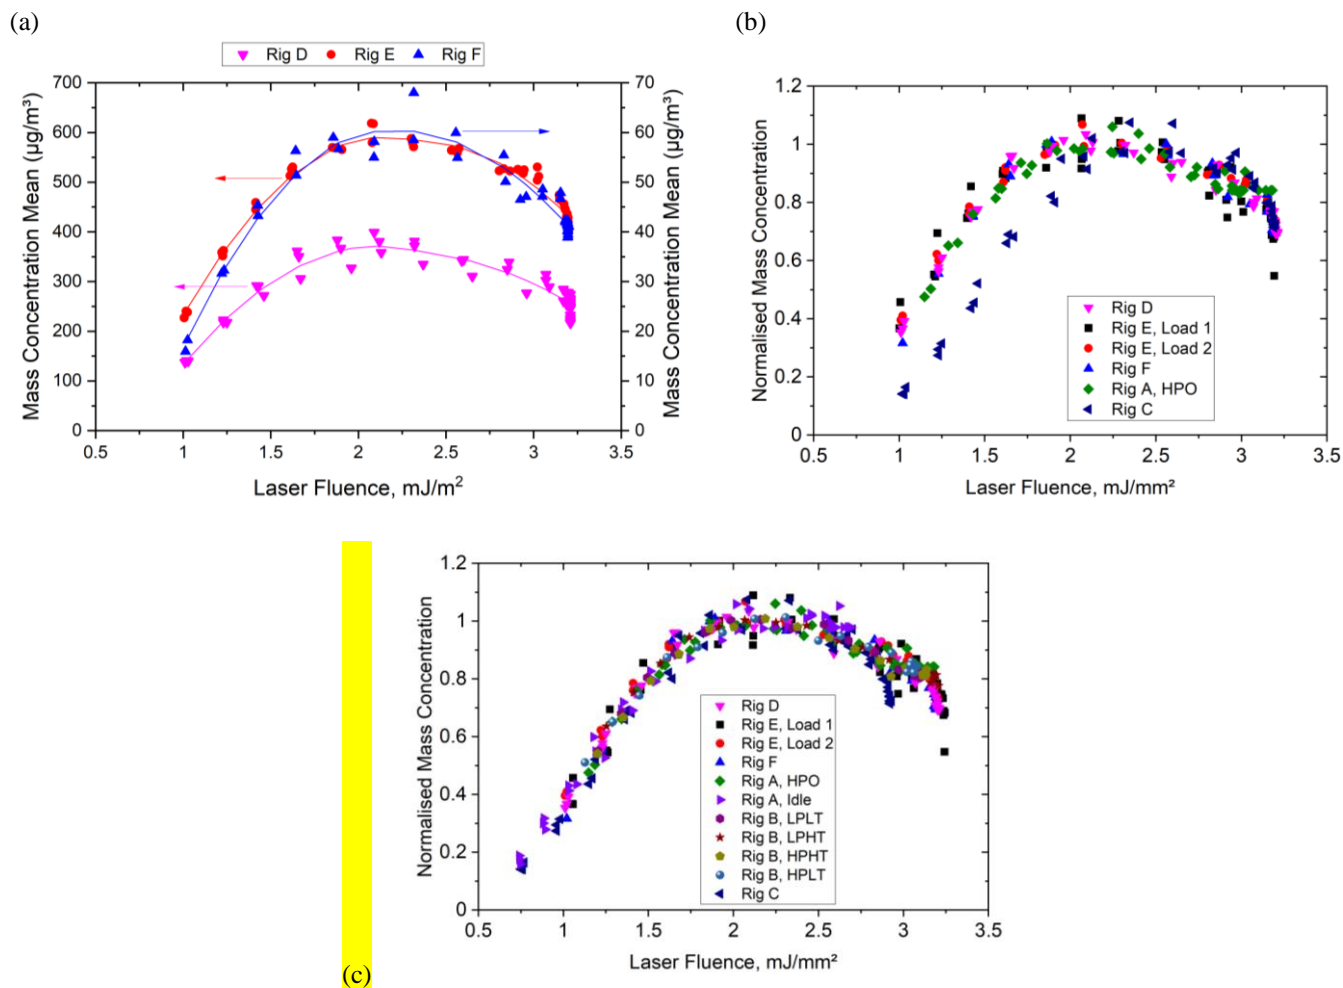 (a)
Rig D Rig E Rig F
Mass Concentration Mean (µg/m³)
700
600
500
400
300
200
100
0
70
60
50
40
30
20
10
0
Mass Concentration Mean (µg/m³)
0.5 1 1.5 2 2.5 3 3.5
Laser Fluence, mJ/m²
(b)
Normalised Mass Concentration
1.2
1
0.8
0.6
0.4
0.2
0
Rig D
Rig E, Load 1
Rig E, Load 2
Rig F
Rig A, HPO
Rig C
0.5 1 1.5 2 2.5 3 3.5
Laser Fluence, mJ/mm²
(c)
Normalised Mass Concentration
1.2
1
0.8
0.6
0.4
0.2
0
Rig D
Rig E, Load 1
Rig E, Load 2
Rig F
Rig A, HPO
Rig A, Idle
Rig B, LPLT
Rig B, LPHT
Rig B, HPHT
Rig B, HPLT
Rig C
0.5 1 1.5 2 2.5 3 3.5
Laser Fluence, mJ/mm²